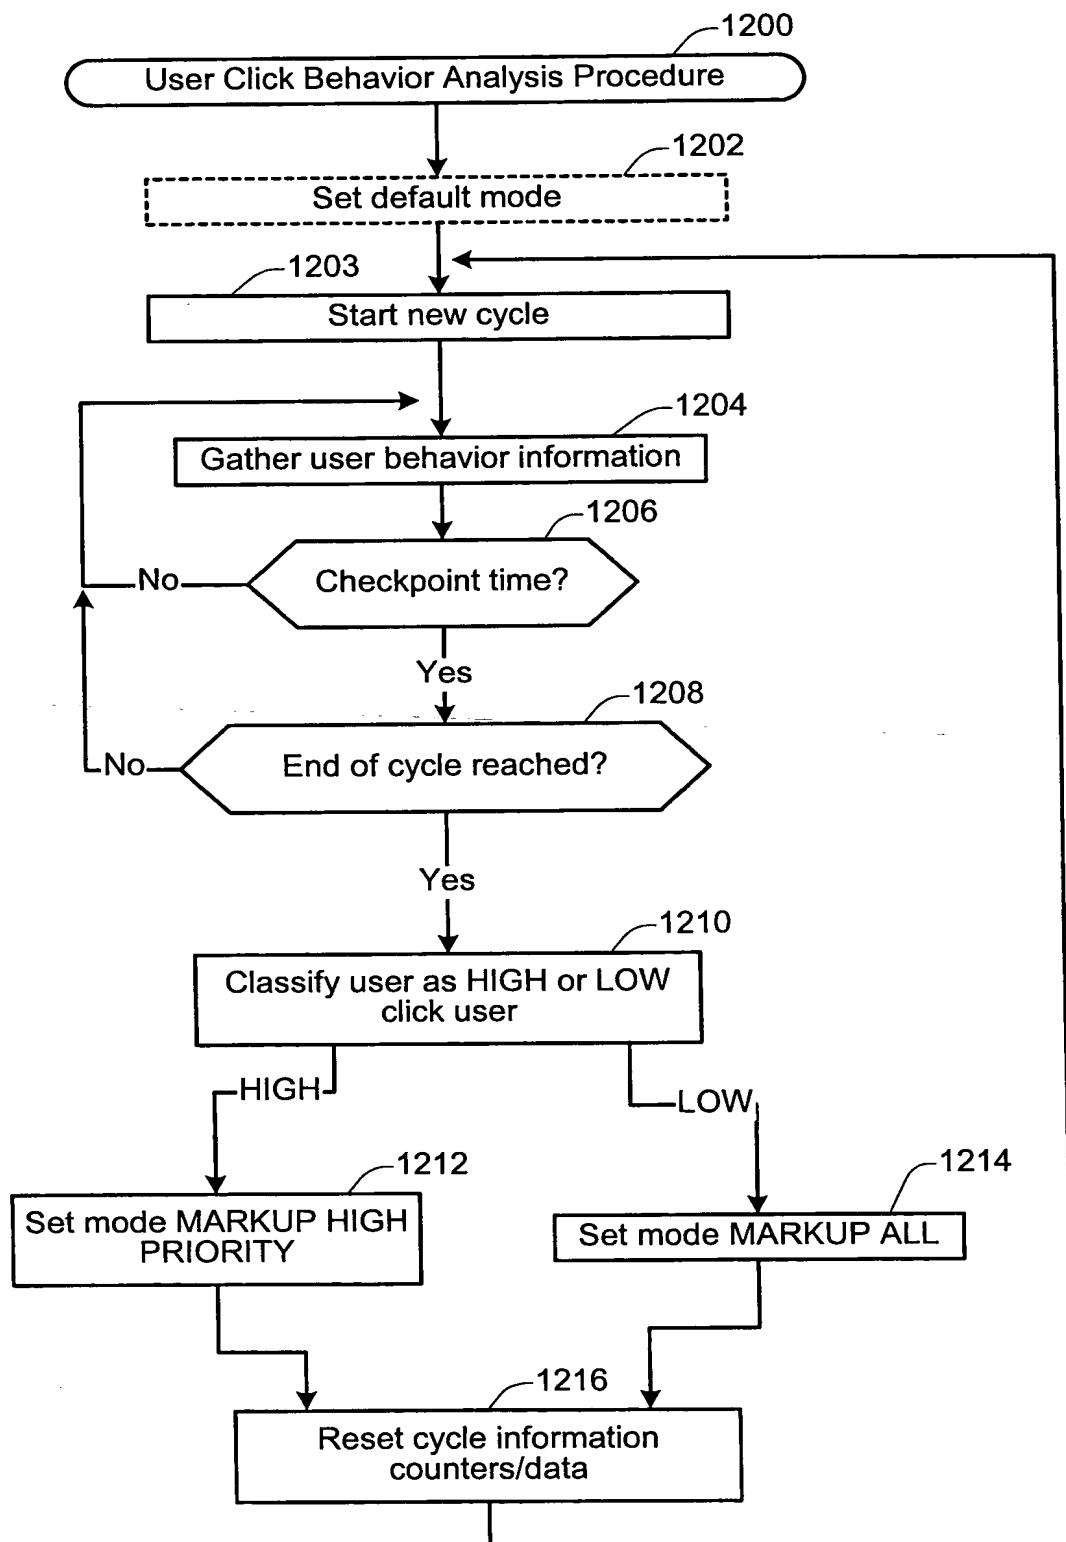 1200
User Click Behavior Analysis Procedure
1202
Set default mode
1203
Start new cycle
1204
Gather user behavior information
1206
Checkpoint time?
No
Yes
1208
End of cycle reached?
No
Yes
1210
Classify user as HIGH or LOW
click user
HIGH
LOW
1212
Set mode MARKUP HIGH
PRIORITY
1214
Set mode MARKUP ALL
1216
Reset cycle information
counters/data